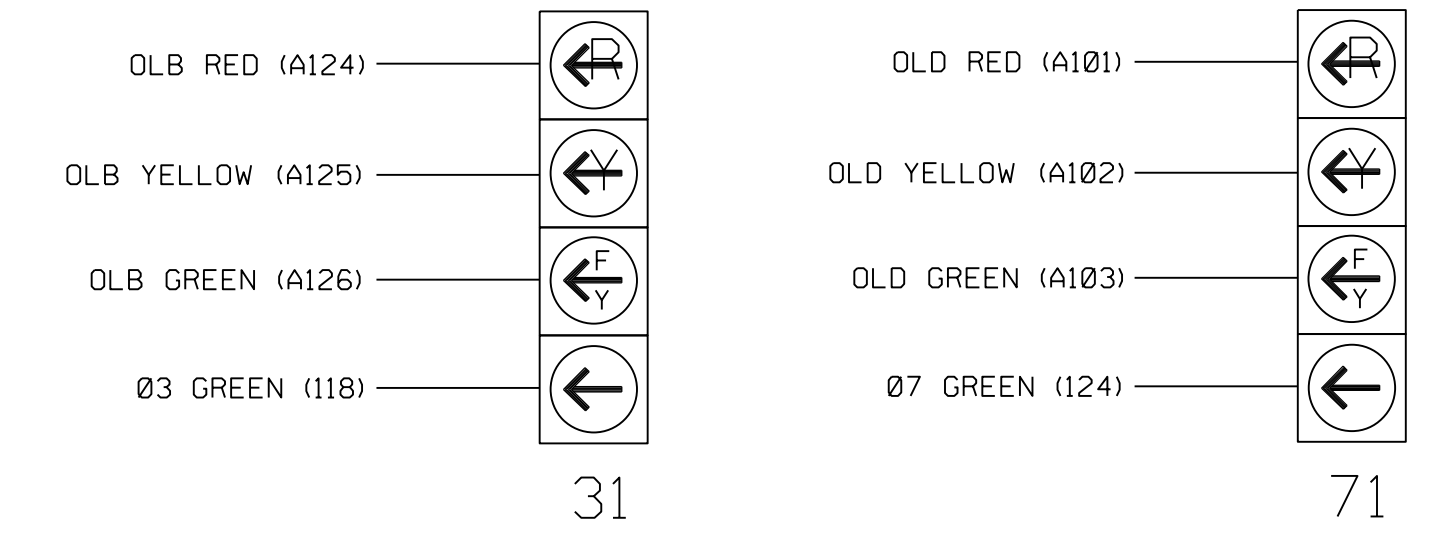 OLB RED (A124)
R
OLB YELLOW (A125)
Y
OLB GREEN (A126)
F
Y
Ø3 GREEN (118)
31
OLD RED (A1Ø1)
R
OLD YELLOW (A1Ø2)
Y
OLD GREEN (A1Ø3)
F
Y
Ø7 GREEN (124)
71